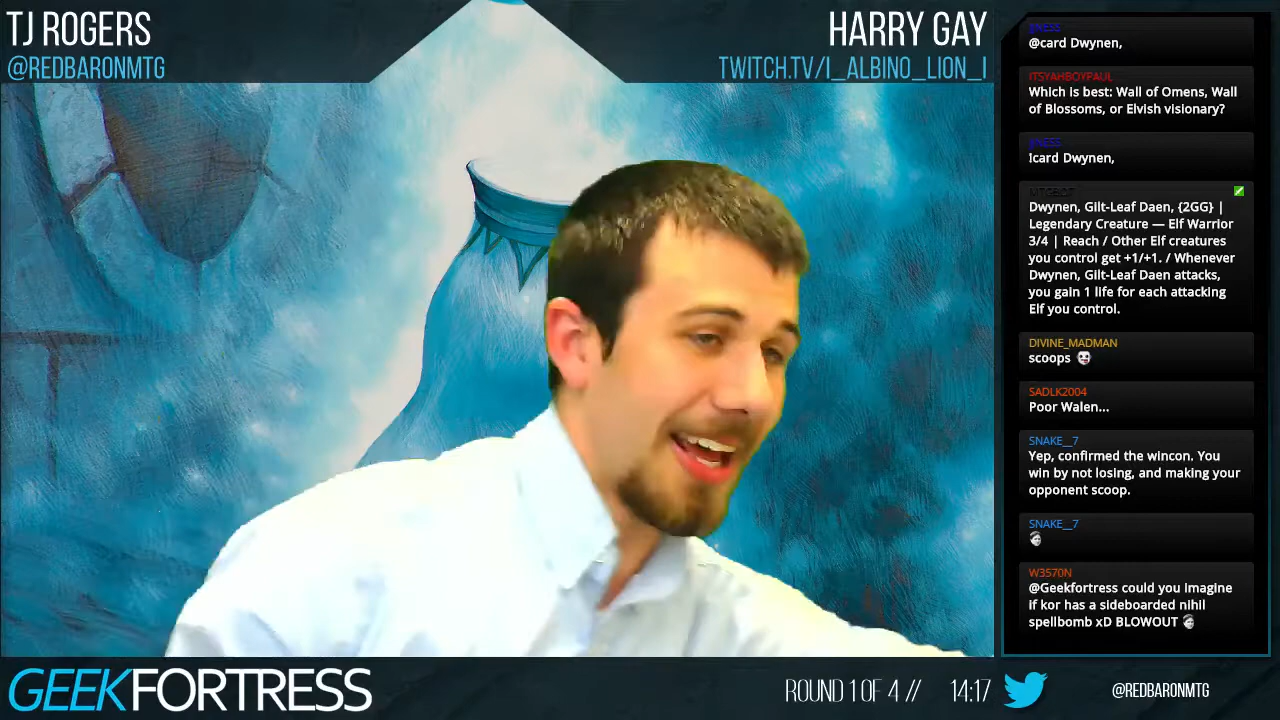 TJ ROGERS
@REDBARONMTG
HARRY GAY
TWITCH.TV/I_ALBINO_LION_I
@card Dwynen,
ITSYAHBOYPAUL
Which is best: Wall of Omens, Wall
of Blossoms, or Elvish visionary?
!card Dwynen,
Dwynen, Gilt-Leaf Daen, {2GG} |
Legendary Creature — Elf Warrior
3/4 | Reach / Other Elf creatures
you control get +1/+1. / Whenever
Dwynen, Gilt-Leaf Daen attacks,
you gain 1 life for each attacking
Elf you control.
DIVINE_MADMAN
scoops
SADLK2004
Poor Walen...
SNAKE__7
Yep, confirmed the wincon. You
win by not losing, and making your
opponent scoop.
SNAKE__7
W3570N
@Geekfortress could you imagine
if kor has a sideboarded nihil
spellbomb xD BLOWOUT
GEEKFORTRESS
ROUND 1 OF 4 // 14:17
@REDBARONMTG